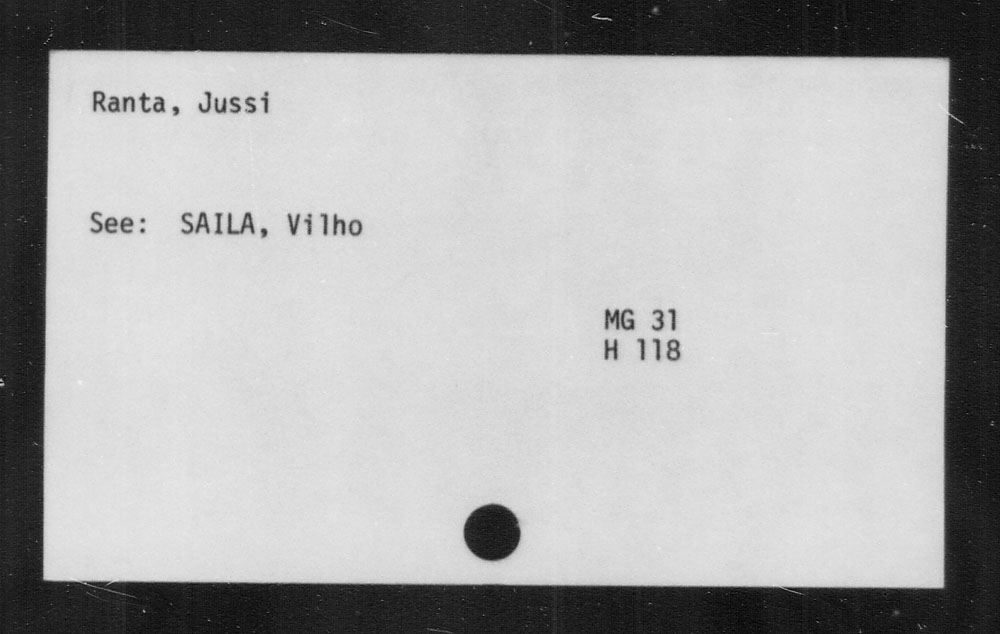 Ranta, Jussi
See: SAILA, Vilho
MG 31
H 118